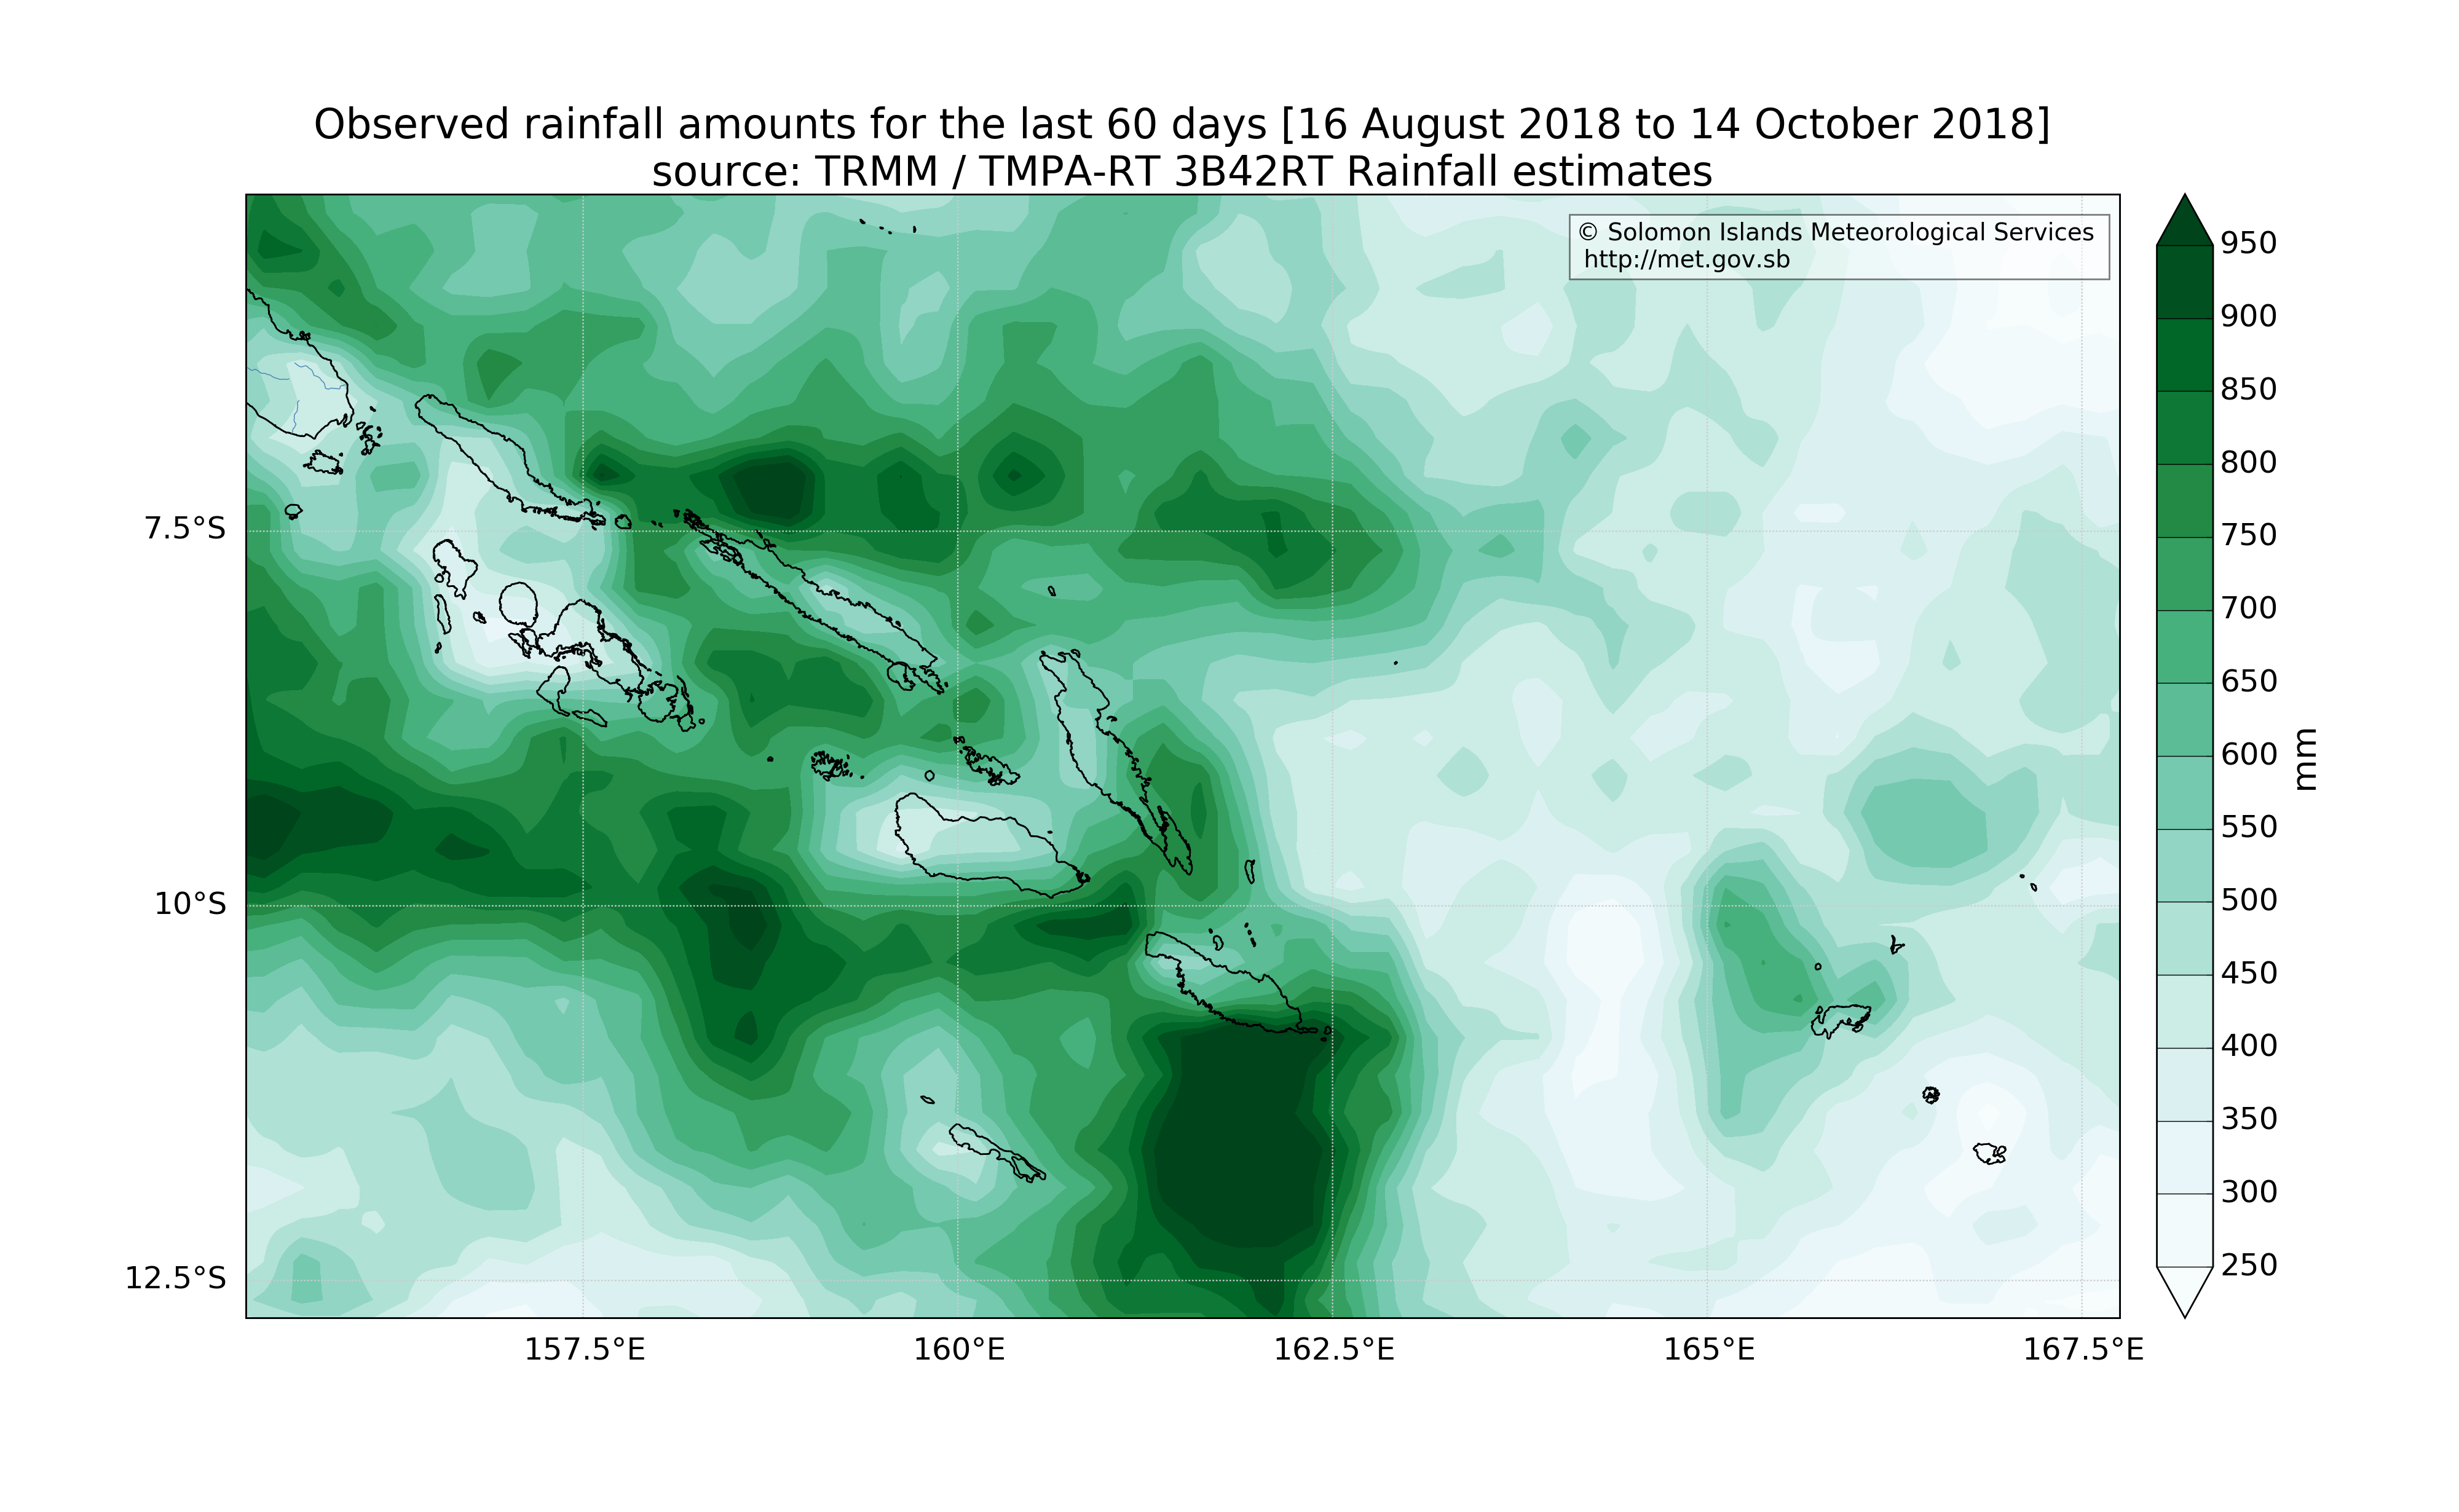 Observed rainfall amounts for the last 60 days [16 August 2018 to 14 October 2018]
source: TRMM / TMPA-RT 3B42RT Rainfall estimates
© Solomon Islands Meteorological Services
http://met.gov.sb
7.5°S
10°S
12.5°S
157.5°E
160°E
162.5°E
165°E
167.5°E
950
900
850
800
750
700
650
600
550
500
450
400
350
300
250
mm